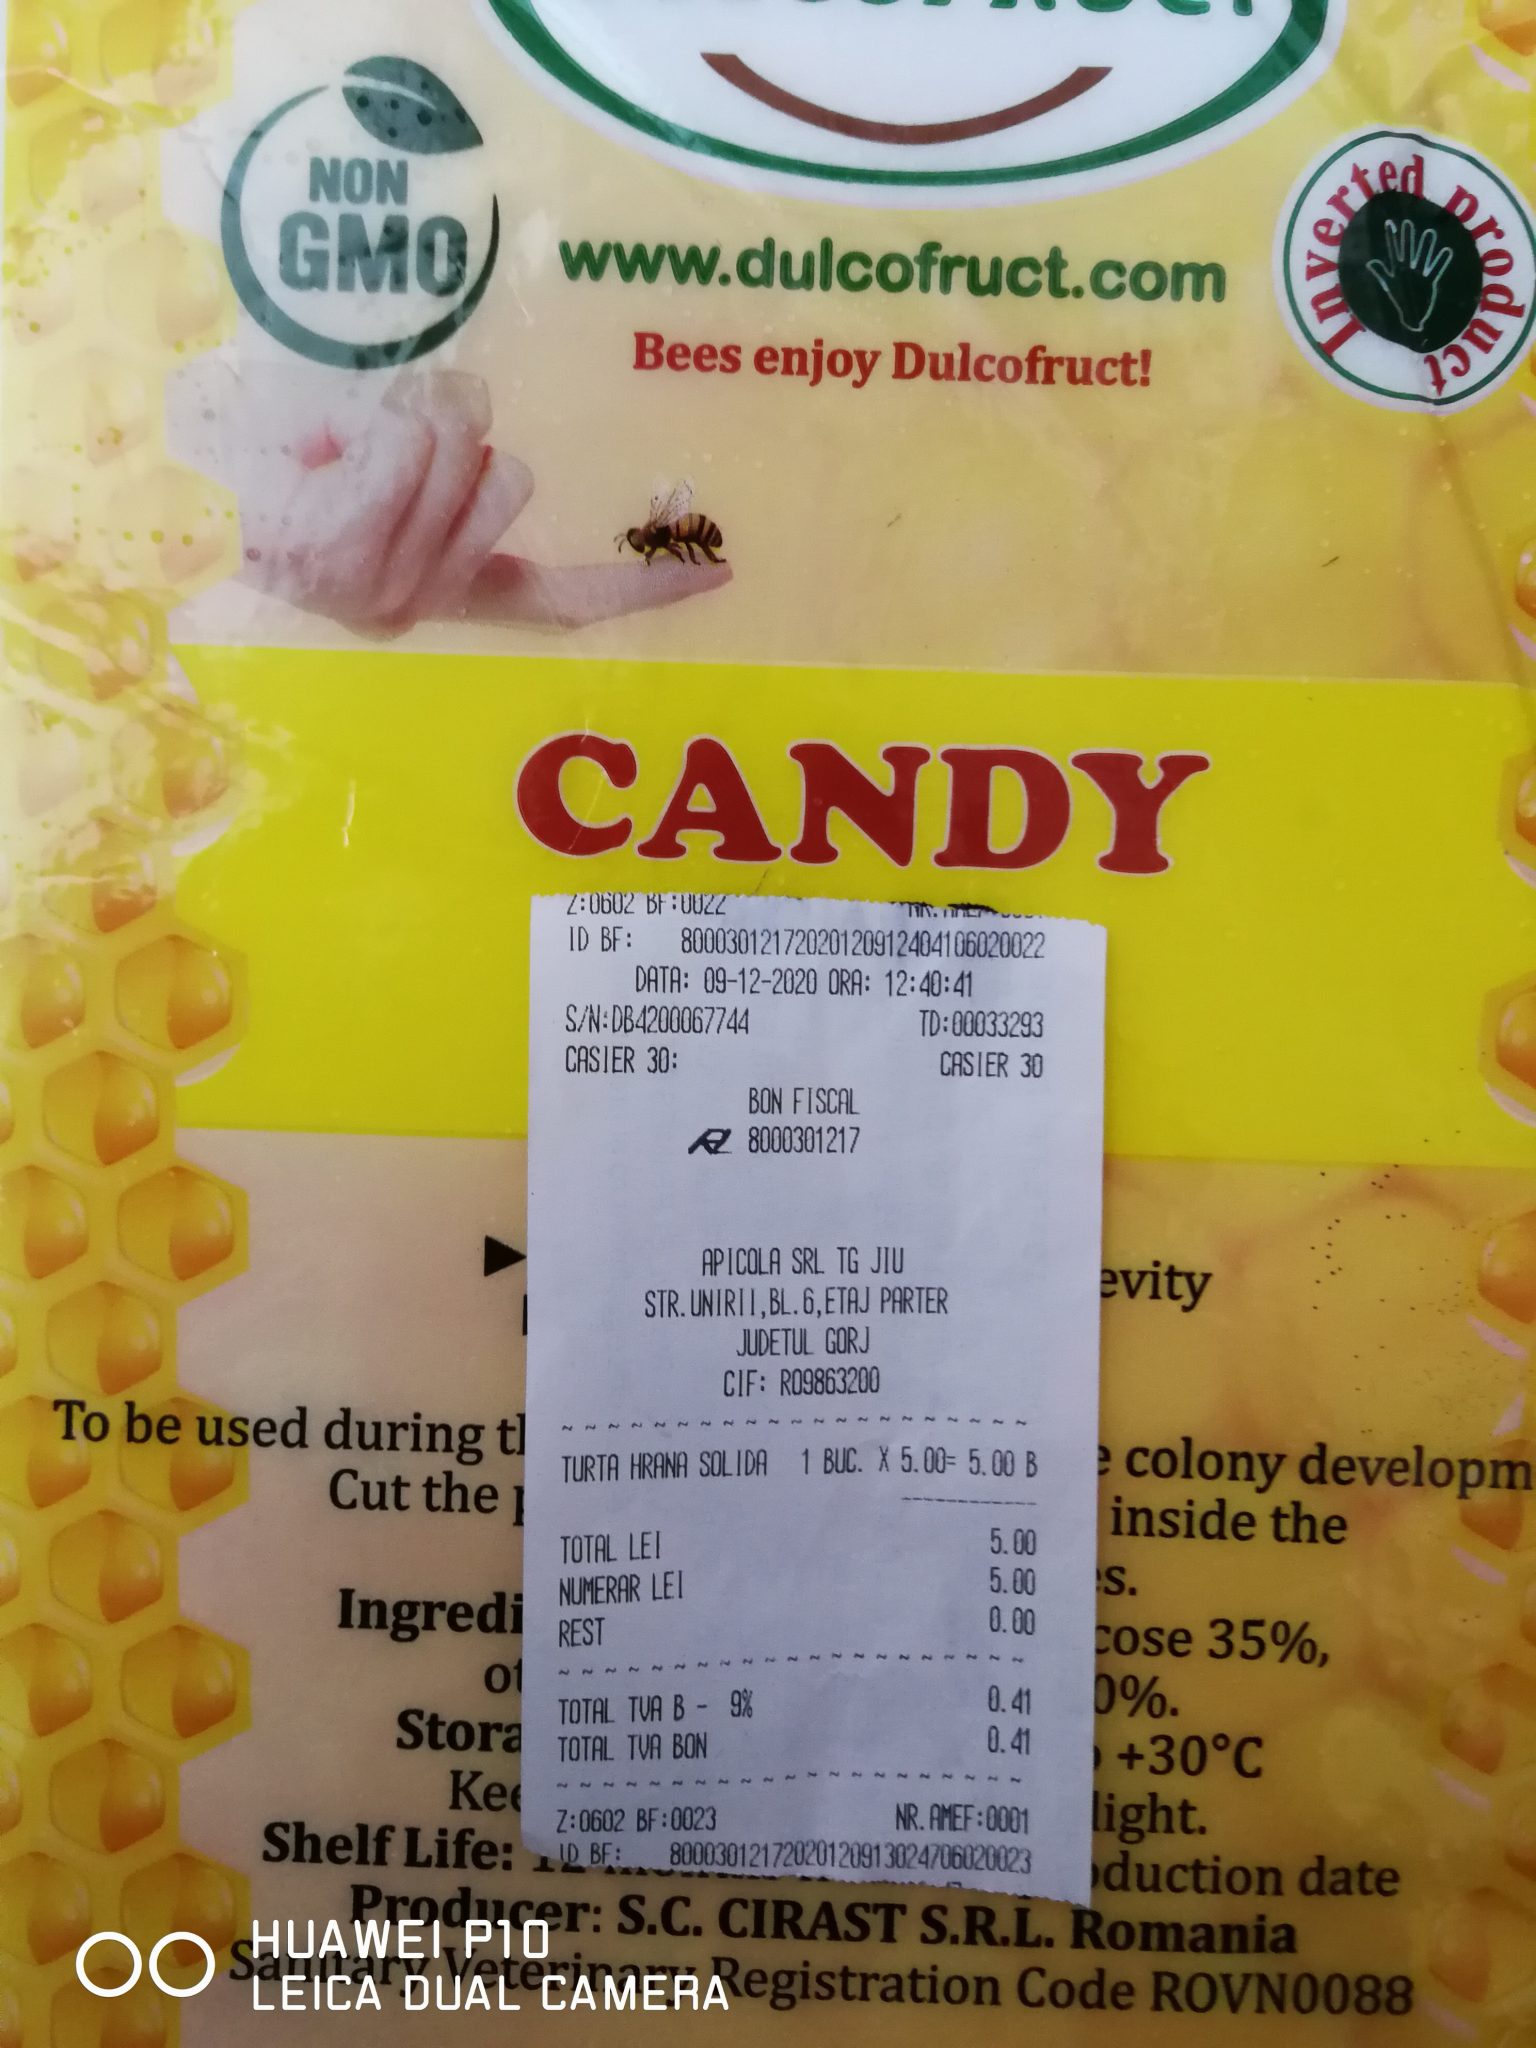 NON
GMO
www.dulcofruct.com
Inverted product
Bees enjoy Dulcofruct!
CANDY
Z:0602 BF:0022
ID BF: 80003012172020120912404106020022
DATA: 09-12-2020 ORA: 12:40:41
S/N:DB4200067744 TD:00033293
CASIER 30: CASIER 30
BON FISCAL
8000301217
APICOLA SRL TG JIU
STR.UNIRII,BL.6,ETAJ PARTER
JUDETUL GORJ
CIF: RO9863200
TURTA HRANA SOLIDA 1 BUC. X 5.00= 5.00 B
TOTAL LEI 5.00
NUMERAR LEI 5.00
REST 0.00
TOTAL TVA B - 9% 0.41
TOTAL TVA BON 0.41
Z:0602 BF:0023 NR.AMEF:0001
ID BF: 80003012172020120913024706020023
evity
To be used during t e colony developm
Cut the inside the
s.
Ingredi cose 35%,
ot 0%.
Stora +30°C
Kee light.
Shelf Life: oduction date
Producer: S.C. CIRAST S.R.L. Romania
Sanitary Veterinary Registration Code ROVN0088
HUAWEI P10
LEICA DUAL CAMERA